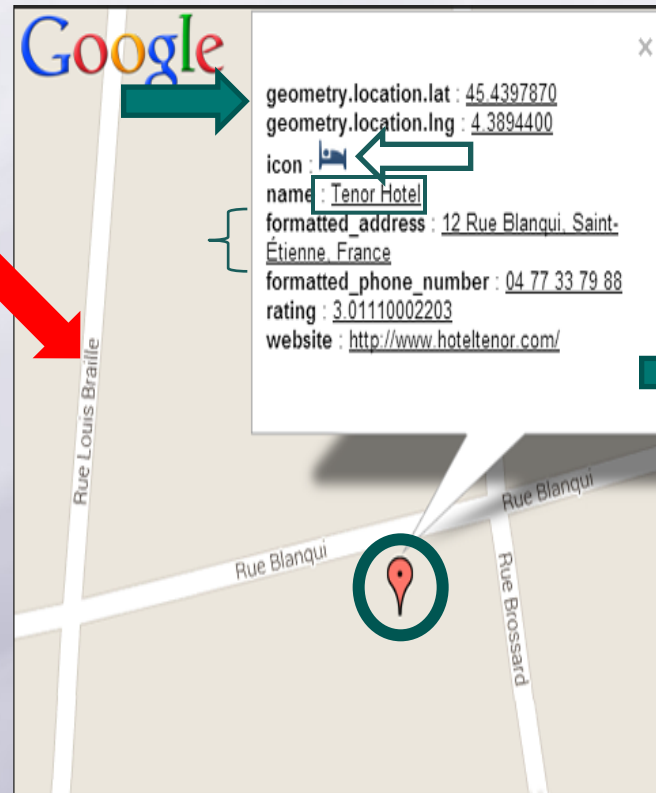 Google
×
geometry.location.lat : 45.4397870
geometry.location.lng : 4.3894400
icon :
name : Tenor Hotel
formatted_address : 12 Rue Blanqui, Saint-
Étienne, France
formatted_phone_number : 04 77 33 79 88
rating : 3.01110002203
website : http://www.hoteltenor.com/
Rue Louis Braille
Rue Blanqui
Rue Blanqui
Rue Brossard